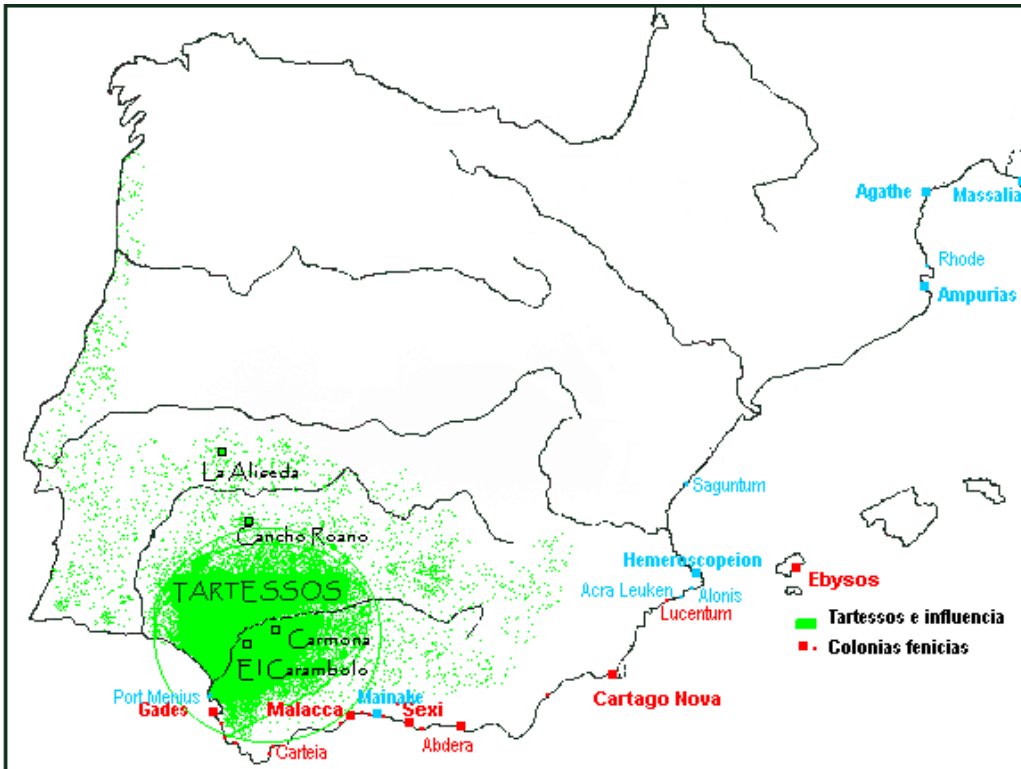 Agathe
Massalia
Rhode
Ampurias
La Aliseda
Saguntum
Cancho Roano
Hemeroscopeion
Ebysos
TARTESSOS
Acra Leuken
Alonis
Lucentum
Tartessos e influencia
Carmona
Colonias fenicias
El Carambolo
Port Menius
Mainake
Cartago Nova
Gades
Malacca
Sexi
Abdera
Carteia